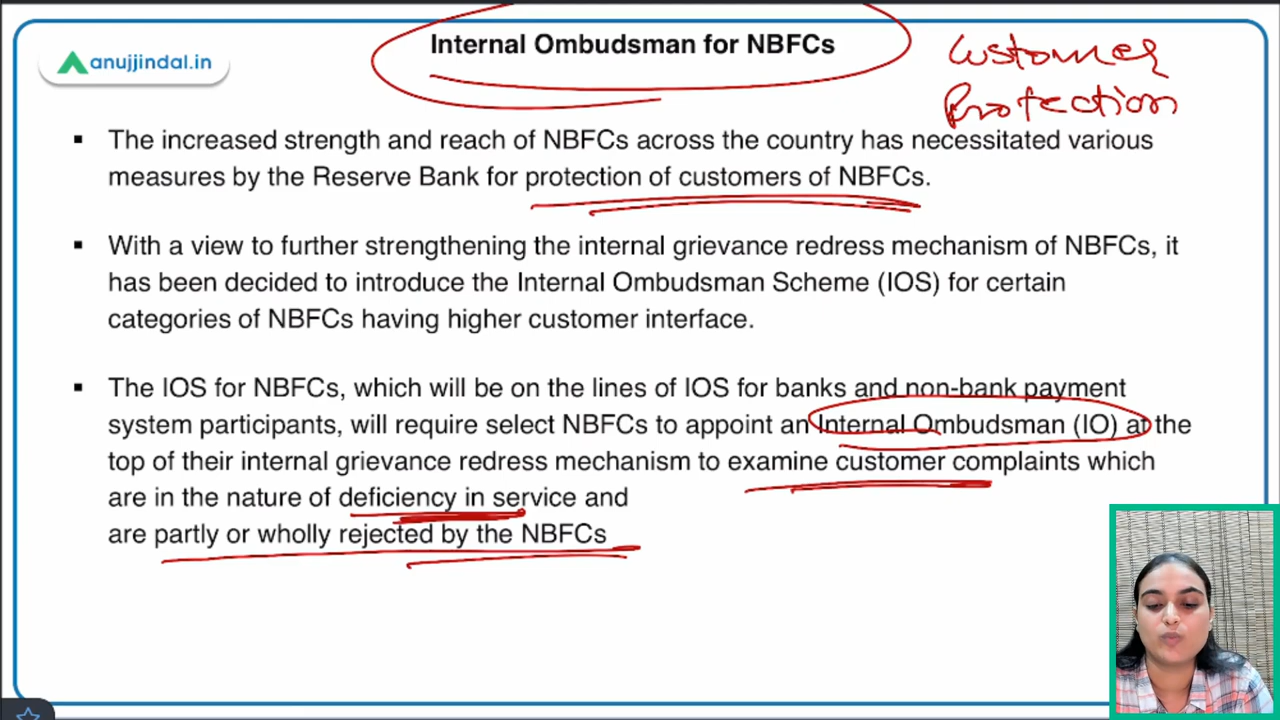 Internal Ombudsman for NBFCs
Customer
Protection
anujjindal.in
▪ The increased strength and reach of NBFCs across the country has necessitated various
measures by the Reserve Bank for protection of customers of NBFCs.
▪ With a view to further strengthening the internal grievance redress mechanism of NBFCs, it
has been decided to introduce the Internal Ombudsman Scheme (IOS) for certain
categories of NBFCs having higher customer interface.
▪ The IOS for NBFCs, which will be on the lines of IOS for banks and non-bank payment
system participants, will require select NBFCs to appoint an Internal Ombudsman (IO) at the
top of their internal grievance redress mechanism to examine customer complaints which
are in the nature of deficiency in service and
are partly or wholly rejected by the NBFCs